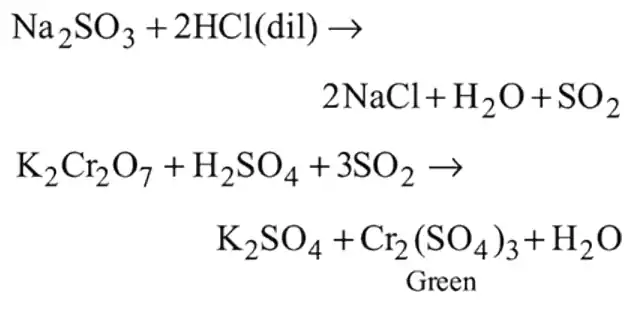 Na₂SO₃ + 2HCl(dil) →
2NaCl + H₂O + SO₂
K₂Cr₂O₇ + H₂SO₄ + 3SO₂ →
K₂SO₄ + Cr₂(SO₄)₃ + H₂O
Green